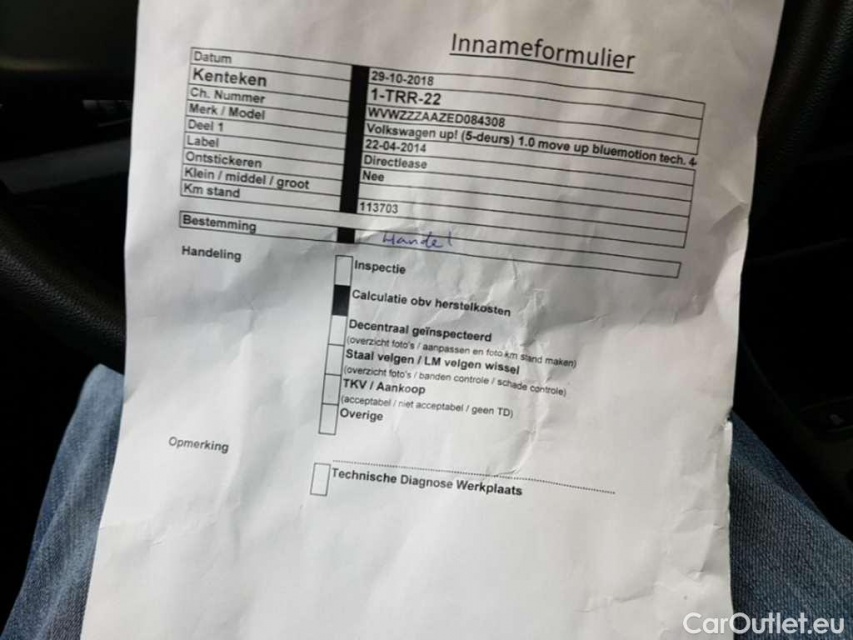 Innameformulier
Datum 29-10-2018
Kenteken 1-TRR-22
Ch. Nummer WVWZZZAAZED084308
Merk / Model Volkswagen up! (5-deurs) 1.0 move up bluemotion tech. 4
Deel 1 22-04-2014
Label Directlease
Ontstickeren Nee
Klein / middel / groot
Km stand 113703
Bestemming Handel
Handeling
Inspectie
Calculatie obv herstelkosten
Decentraal geïnspecteerd
(overzicht foto's / aanpassen en foto km stand maken)
Staal velgen / LM velgen wissel
(overzicht foto's / banden controle / schade controle)
TKV / Aankoop
(acceptabel / niet acceptabel / geen TD)
Overige
Opmerking
Technische Diagnose Werkplaats
CarOutlet.eu